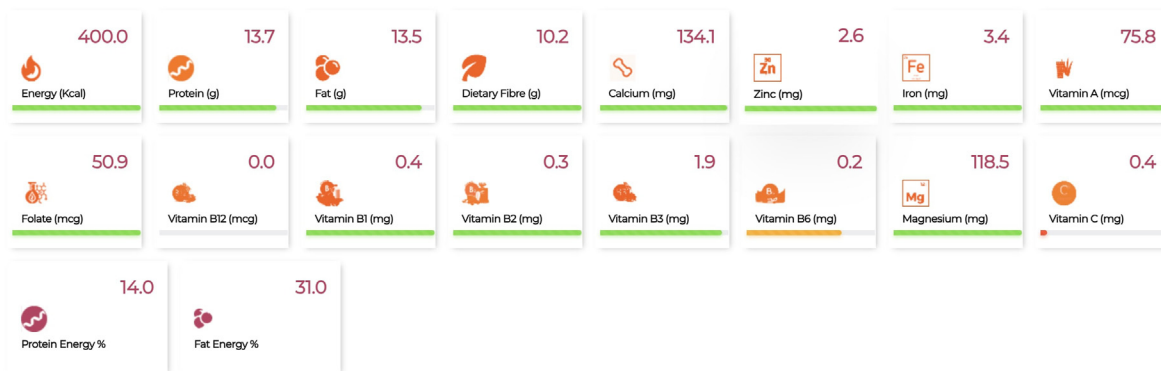 400.0
Energy (Kcal)
13.7
Protein (g)
13.5
Fat (g)
10.2
Dietary Fibre (g)
134.1
Calcium (mg)
2.6
Zn
Zinc (mg)
3.4
Fe
Iron (mg)
75.8
Vitamin A (mcg)
50.9
Folate (mcg)
0.0
Vitamin B12 (mcg)
0.4
Vitamin B1 (mg)
0.3
Vitamin B2 (mg)
1.9
Vitamin B3 (mg)
0.2
Vitamin B6 (mg)
118.5
Mg
Magnesium (mg)
0.4
C
Vitamin C (mg)
14.0
Protein Energy %
31.0
Fat Energy %